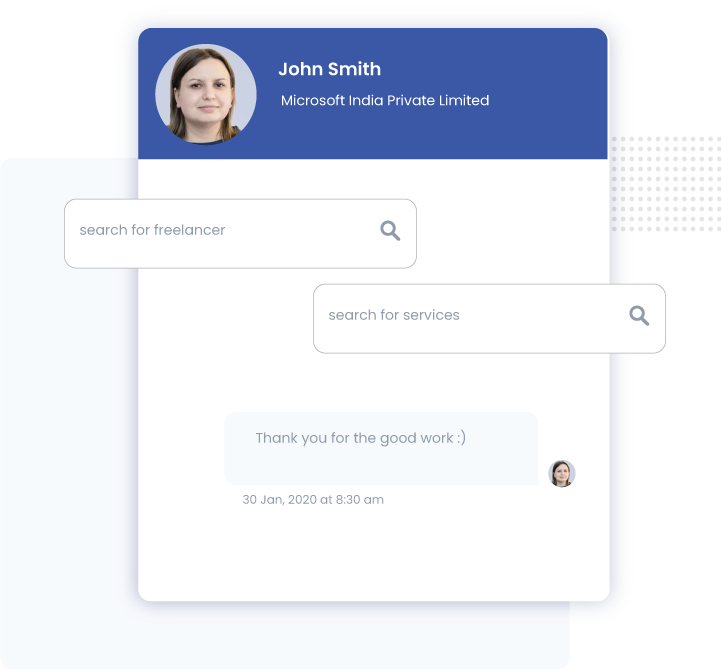 John Smith
Microsoft India Private Limited
search for freelancer
search for services
Thank you for the good work :)
30 Jan, 2020 at 8:30 am